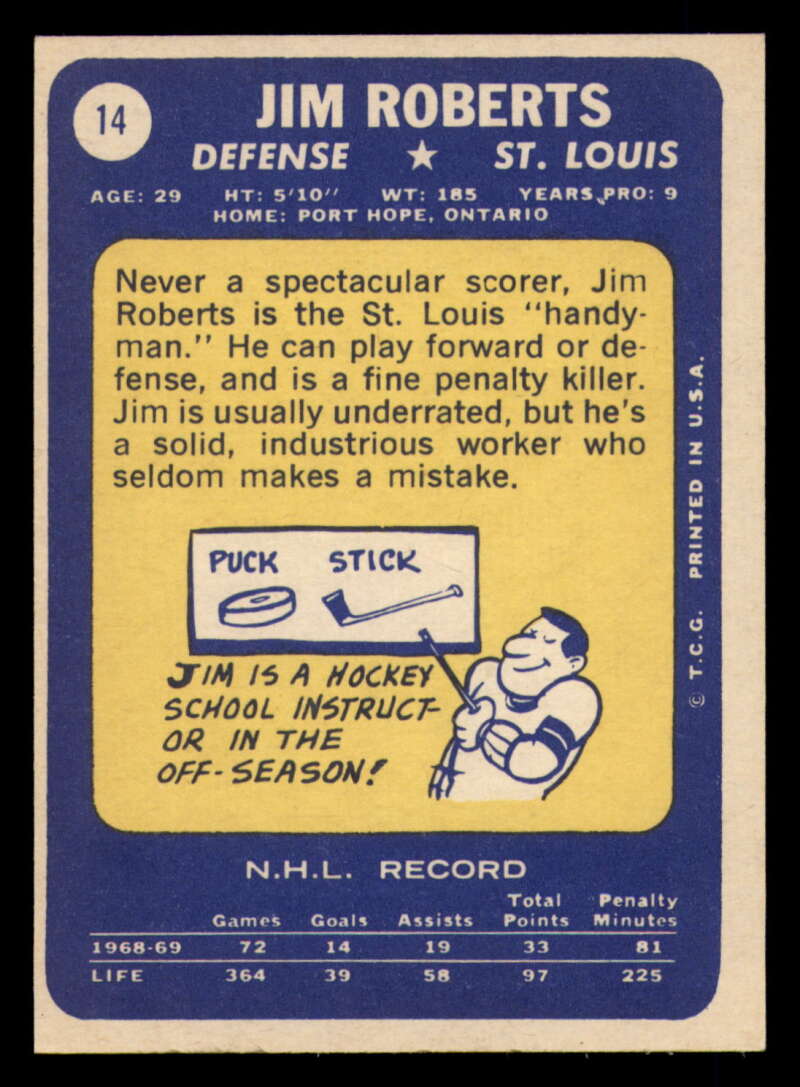 14
JIM ROBERTS
DEFENSE ★ ST. LOUIS
AGE: 29 HT: 5'10" WT: 185 YEARS PRO: 9
HOME: PORT HOPE, ONTARIO
Never a spectacular scorer, Jim
Roberts is the St. Louis "handy-
man." He can play forward or de-
fense, and is a fine penalty killer.
Jim is usually underrated, but he's
a solid, industrious worker who
seldom makes a mistake.
PUCK STICK
JIM IS A HOCKEY
SCHOOL INSTRUCT-
OR IN THE
OFF-SEASON!
© T.C.G. PRINTED IN U.S.A.
N.H.L. RECORD
Games Goals Assists Total Points Penalty Minutes
1968-69 72 14 19 33 81
LIFE 364 39 58 97 225